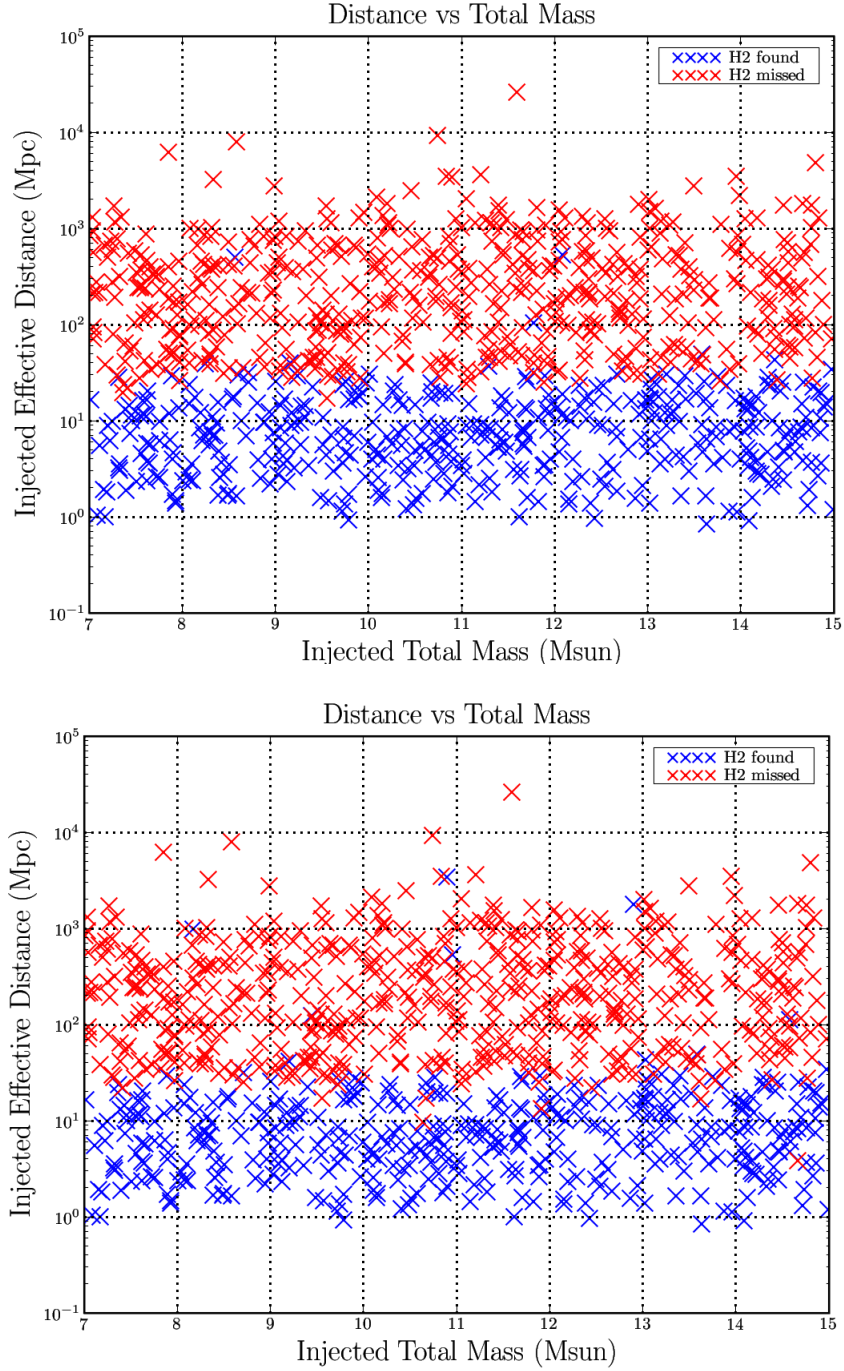 Distance vs Total Mass
10^5
10^4
10^3
10^2
10^1
10^0
10^-1
Injected Effective Distance (Mpc)
H2 found
H2 missed
7 8 9 10 11 12 13 14 15
Injected Total Mass (Msun)
Distance vs Total Mass
10^5
10^4
10^3
10^2
10^1
10^0
10^-1
Injected Effective Distance (Mpc)
H2 found
H2 missed
7 8 9 10 11 12 13 14 15
Injected Total Mass (Msun)